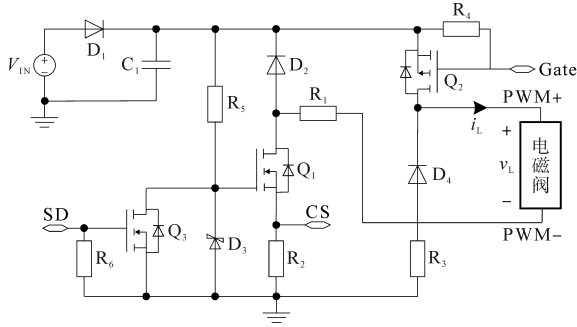 R4
D1
VIN
C1
D2
Q2
Gate
R5
R1
PWM+
iL
+
电磁阀
vL
−
Q1
D4
SD
CS
Q3
D3
R6
R2
R3
PWM−